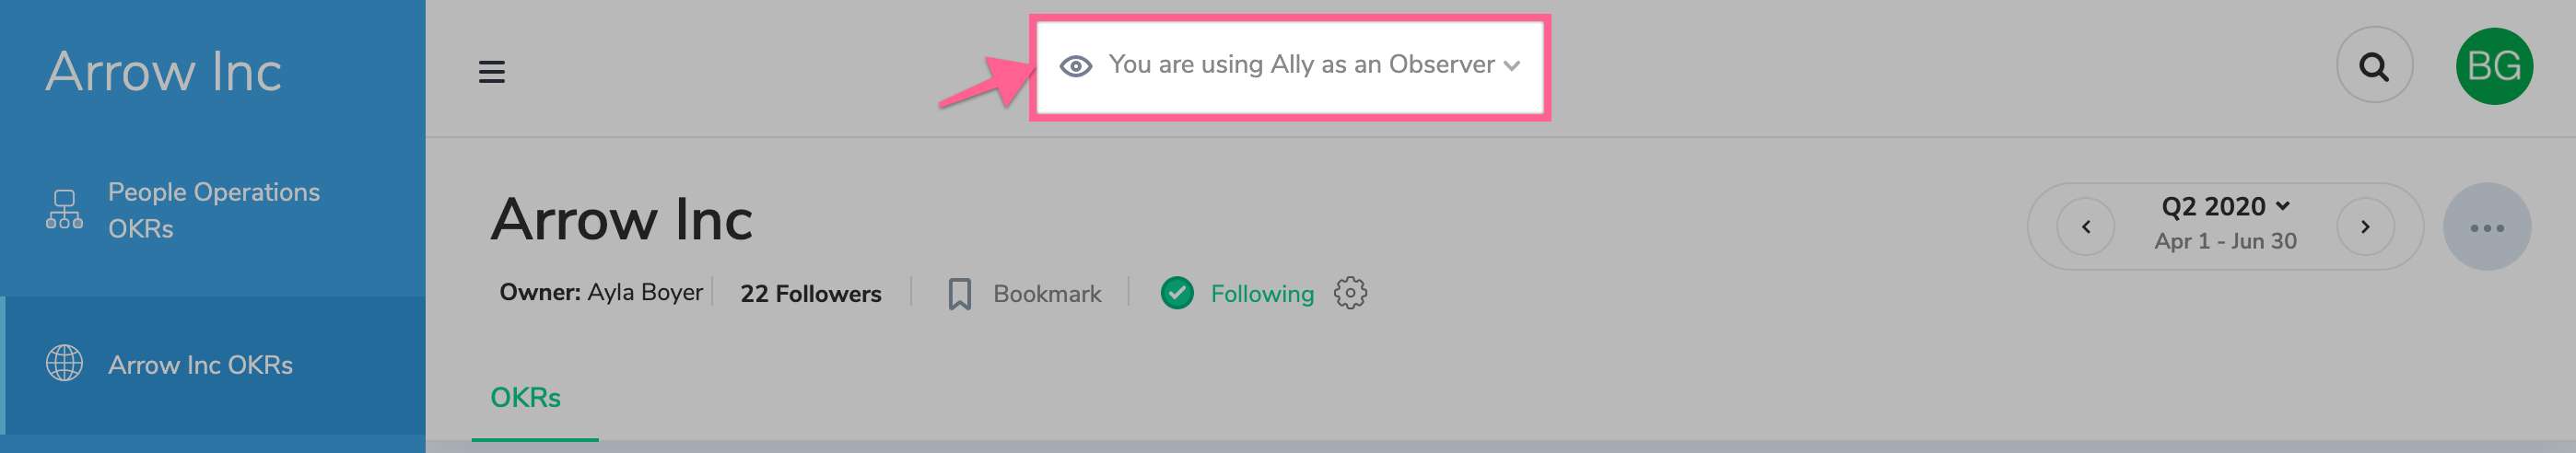 Arrow Inc
People Operations
OKRs
Arrow Inc OKRs
You are using Ally as an Observer
BG
Arrow Inc
Owner: Ayla Boyer
22 Followers
Bookmark
Following
Q2 2020
Apr 1 - Jun 30
OKRs